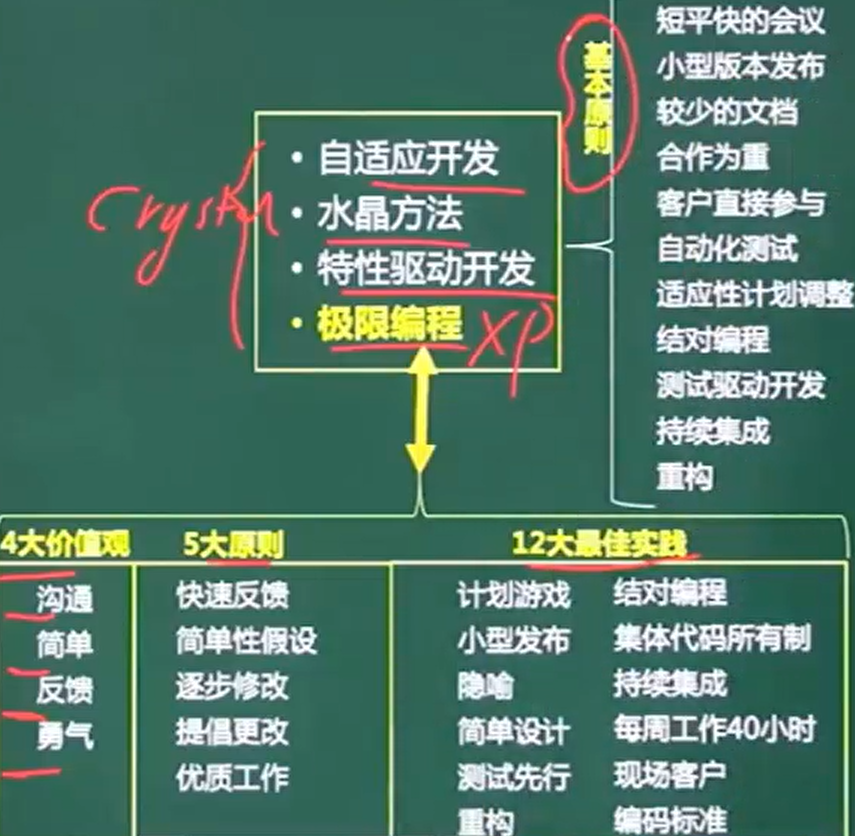 短平快的会议
小型版本发布
较少的文档
合作为重
客户直接参与
自动化测试
适应性计划调整
结对编程
测试驱动开发
持续集成
重构
基本原则
• 自适应开发
• 水晶方法
• 特性驱动开发
• 极限编程
XP
4大价值观
沟通
简单
反馈
勇气
5大原则
快速反馈
简单性假设
逐步修改
提倡更改
优质工作
12大最佳实践
计划游戏 结对编程
小型发布 集体代码所有制
隐喻 持续集成
简单设计 每周工作40小时
测试先行 现场客户
重构 编码标准